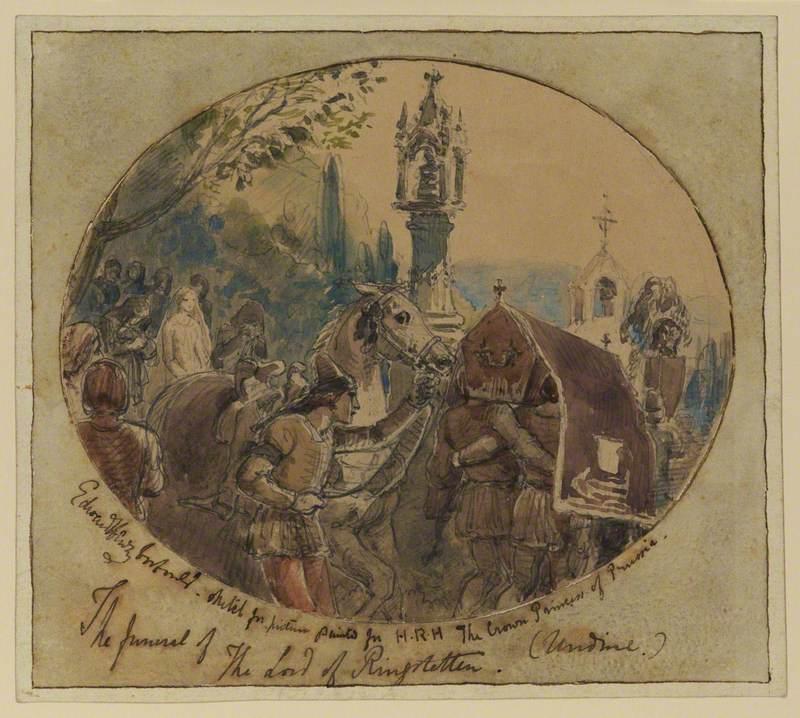 Edward Henry Corbould. sketch for picture painted for H.R.H The Crown Princess of Prussia.
The funeral of
The Lord of Ringstetten. (Undine.)